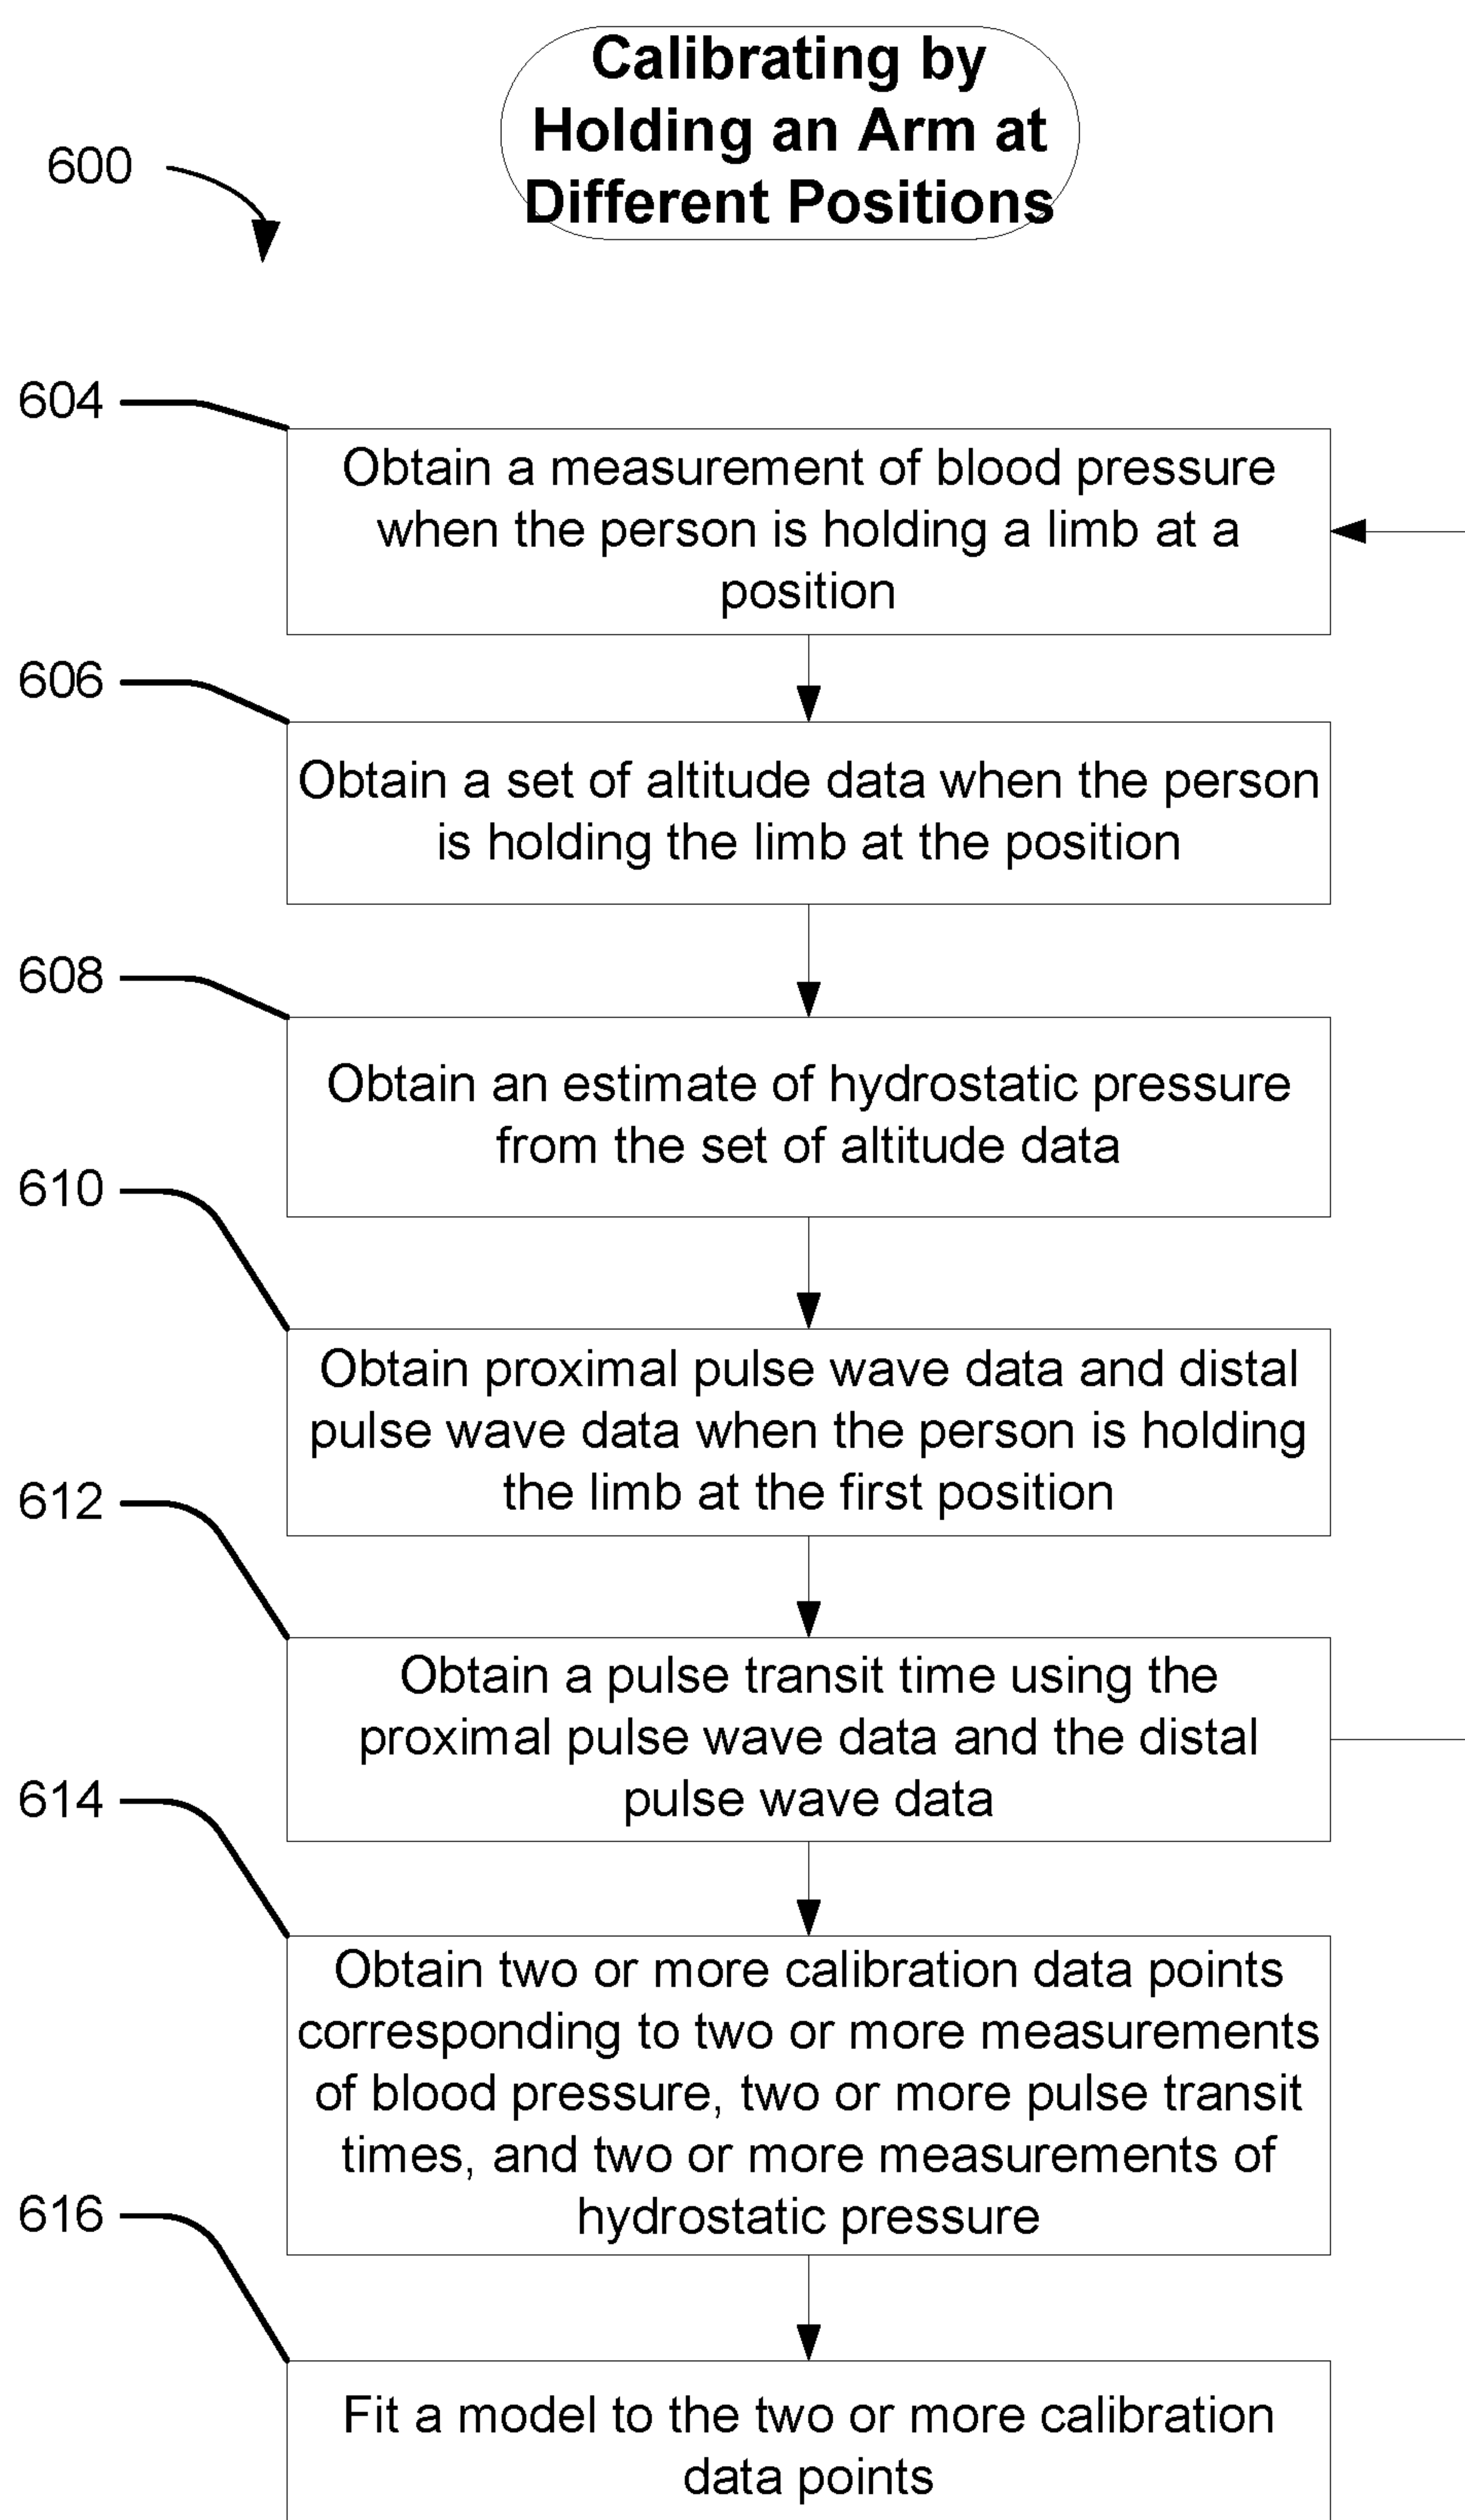 Calibrating by
Holding an Arm at
Different Positions
600
604
Obtain a measurement of blood pressure
when the person is holding a limb at a
position
606
Obtain a set of altitude data when the person
is holding the limb at the position
608
Obtain an estimate of hydrostatic pressure
from the set of altitude data
610
Obtain proximal pulse wave data and distal
pulse wave data when the person is holding
the limb at the first position
612
Obtain a pulse transit time using the
proximal pulse wave data and the distal
pulse wave data
614
Obtain two or more calibration data points
corresponding to two or more measurements
of blood pressure, two or more pulse transit
times, and two or more measurements of
hydrostatic pressure
616
Fit a model to the two or more calibration
data points